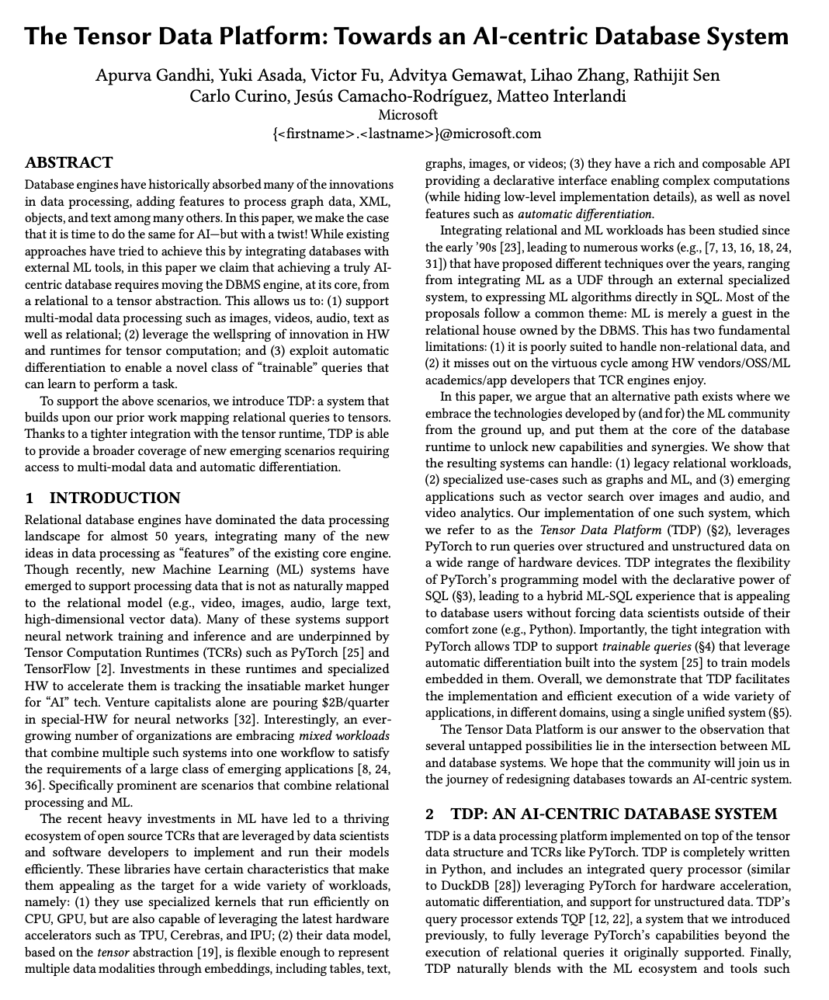 The Tensor Data Platform: Towards an AI-centric Database System
Apurva Gandhi, Yuki Asada, Victor Fu, Advitya Gemawat, Lihao Zhang, Rathijit Sen
Carlo Curino, Jesús Camacho-Rodríguez, Matteo Interlandi
Microsoft
{<firstname>.<lastname>}@microsoft.com
ABSTRACT
Database engines have historically absorbed many of the innovations
in data processing, adding features to process graph data, XML,
objects, and text among many others. In this paper, we make the case
that it is time to do the same for AI—but with a twist! While existing
approaches have tried to achieve this by integrating databases with
external ML tools, in this paper we claim that achieving a truly AI-
centric database requires moving the DBMS engine, at its core, from
a relational to a tensor abstraction. This allows us to: (1) support
multi-modal data processing such as images, videos, audio, text as
well as relational; (2) leverage the wellspring of innovation in HW
and runtimes for tensor computation; and (3) exploit automatic
differentiation to enable a novel class of “trainable” queries that
can learn to perform a task.
To support the above scenarios, we introduce TDP: a system that
builds upon our prior work mapping relational queries to tensors.
Thanks to a tighter integration with the tensor runtime, TDP is able
to provide a broader coverage of new emerging scenarios requiring
access to multi-modal data and automatic differentiation.
1 INTRODUCTION
Relational database engines have dominated the data processing
landscape for almost 50 years, integrating many of the new
ideas in data processing as “features” of the existing core engine.
Though recently, new Machine Learning (ML) systems have
emerged to support processing data that is not as naturally mapped
to the relational model (e.g., video, images, audio, large text,
high-dimensional vector data). Many of these systems support
neural network training and inference and are underpinned by
Tensor Computation Runtimes (TCRs) such as PyTorch [25] and
TensorFlow [2]. Investments in these runtimes and specialized
HW to accelerate them is tracking the insatiable market hunger
for “AI” tech. Venture capitalists alone are pouring $2B/quarter
in special-HW for neural networks [32]. Interestingly, an ever-
growing number of organizations are embracing mixed workloads
that combine multiple such systems into one workflow to satisfy
the requirements of a large class of emerging applications [8, 24,
36]. Specifically prominent are scenarios that combine relational
processing and ML.
The recent heavy investments in ML have led to a thriving
ecosystem of open source TCRs that are leveraged by data scientists
and software developers to implement and run their models
efficiently. These libraries have certain characteristics that make
them appealing as the target for a wide variety of workloads,
namely: (1) they use specialized kernels that run efficiently on
CPU, GPU, but are also capable of leveraging the latest hardware
accelerators such as TPU, Cerebras, and IPU; (2) their data model,
based on the tensor abstraction [19], is flexible enough to represent
multiple data modalities through embeddings, including tables, text,
graphs, images, or videos; (3) they have a rich and composable API
providing a declarative interface enabling complex computations
(while hiding low-level implementation details), as well as novel
features such as automatic differentiation.
Integrating relational and ML workloads has been studied since
the early ’90s [23], leading to numerous works (e.g., [7, 13, 16, 18, 24,
31]) that have proposed different techniques over the years, ranging
from integrating ML as a UDF through an external specialized
system, to expressing ML algorithms directly in SQL. Most of the
proposals follow a common theme: ML is merely a guest in the
relational house owned by the DBMS. This has two fundamental
limitations: (1) it is poorly suited to handle non-relational data, and
(2) it misses out on the virtuous cycle among HW vendors/OSS/ML
academics/app developers that TCR engines enjoy.
In this paper, we argue that an alternative path exists where we
embrace the technologies developed by (and for) the ML community
from the ground up, and put them at the core of the database
runtime to unlock new capabilities and synergies. We show that
the resulting systems can handle: (1) legacy relational workloads,
(2) specialized use-cases such as graphs and ML, and (3) emerging
applications such as vector search over images and audio, and
video analytics. Our implementation of one such system, which
we refer to as the Tensor Data Platform (TDP) (§2), leverages
PyTorch to run queries over structured and unstructured data on
a wide range of hardware devices. TDP integrates the flexibility
of PyTorch’s programming model with the declarative power of
SQL (§3), leading to a hybrid ML-SQL experience that is appealing
to database users without forcing data scientists outside of their
comfort zone (e.g., Python). Importantly, the tight integration with
PyTorch allows TDP to support trainable queries (§4) that leverage
automatic differentiation built into the system [25] to train models
embedded in them. Overall, we demonstrate that TDP facilitates
the implementation and efficient execution of a wide variety of
applications, in different domains, using a single unified system (§5).
The Tensor Data Platform is our answer to the observation that
several untapped possibilities lie in the intersection between ML
and database systems. We hope that the community will join us in
the journey of redesigning databases towards an AI-centric system.
2 TDP: AN AI-CENTRIC DATABASE SYSTEM
TDP is a data processing platform implemented on top of the tensor
data structure and TCRs like PyTorch. TDP is completely written
in Python, and includes an integrated query processor (similar
to DuckDB [28]) leveraging PyTorch for hardware acceleration,
automatic differentiation, and support for unstructured data. TDP’s
query processor extends TQP [12, 22], a system that we introduced
previously, to fully leverage PyTorch’s capabilities beyond the
execution of relational queries it originally supported. Finally,
TDP naturally blends with the ML ecosystem and tools such